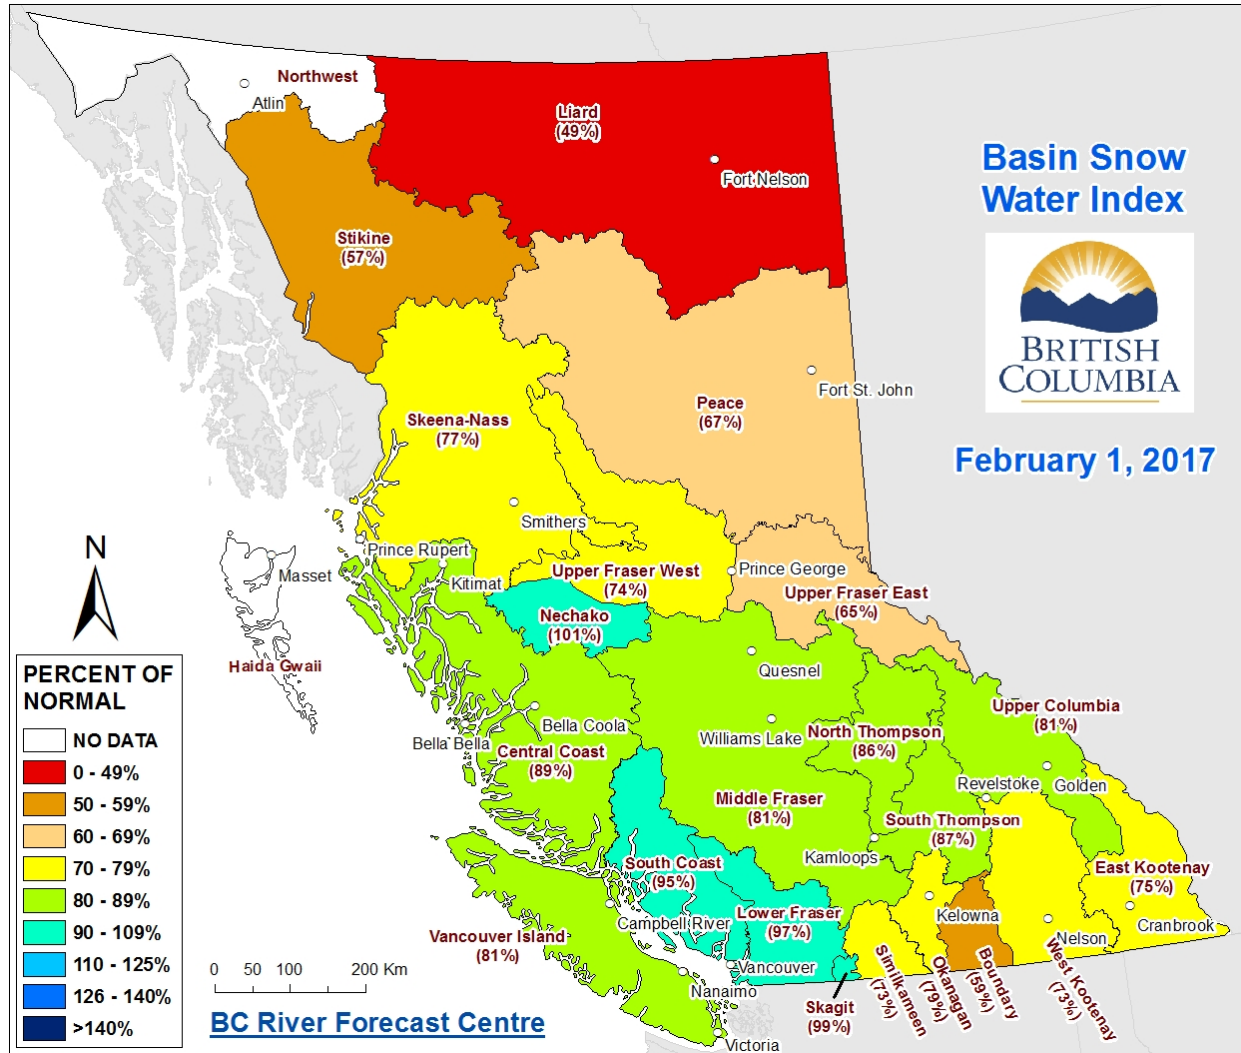 Northwest
Atlin
Liard
(49%)
Fort Nelson
Basin Snow
Water Index
BRITISH
COLUMBIA
February 1, 2017
Stikine
(57%)
Peace
(67%)
Fort St. John
Skeena-Nass
(77%)
Smithers
Prince Rupert
Kitimat
Masset
Haida Gwaii
Upper Fraser West
(74%)
Prince George
Upper Fraser East
(65%)
Nechako
(101%)
Quesnel
Bella Coola
Bella Bella
Central Coast
(89%)
Williams Lake
North Thompson
(86%)
Upper Columbia
(81%)
Revelstoke
Golden
Middle Fraser
(81%)
South Thompson
(87%)
Kamloops
South Coast
(95%)
East Kootenay
(75%)
Cranbrook
Lower Fraser
(97%)
Kelowna
Campbell River
Vancouver Island
(81%)
Nelson
Vancouver
Nanaimo
Victoria
Skagit
(99%)
Similkameen
(73%)
Okanagan
(79%)
Boundary
(59%)
West Kootenay
(73%)
N
PERCENT OF
NORMAL
NO DATA
0 - 49%
50 - 59%
60 - 69%
70 - 79%
80 - 89%
90 - 109%
110 - 125%
126 - 140%
>140%
0 50 100 200 Km
BC River Forecast Centre